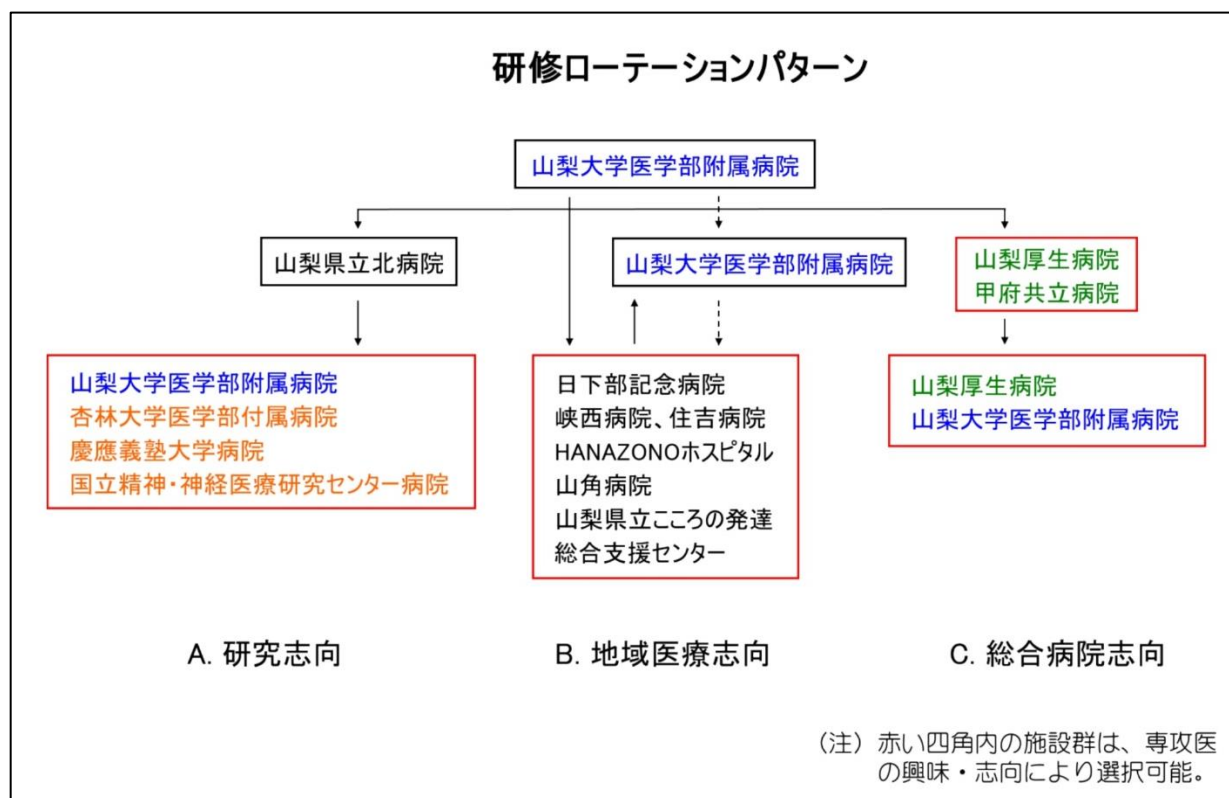 研修ローテーションパターン
山梨大学医学部附属病院
山梨県立北病院
山梨大学医学部附属病院
山梨厚生病院
甲府共立病院
山梨大学医学部附属病院
杏林大学医学部付属病院
慶應義塾大学病院
国立精神・神経医療研究センター病院
日下部記念病院
峡西病院、住吉病院
HANAZONOホスピタル
山角病院
山梨県立こころの発達
総合支援センター
山梨厚生病院
山梨大学医学部附属病院
A. 研究志向
B. 地域医療志向
C. 総合病院志向
（注）赤い四角内の施設群は、専攻医
の興味・志向により選択可能。